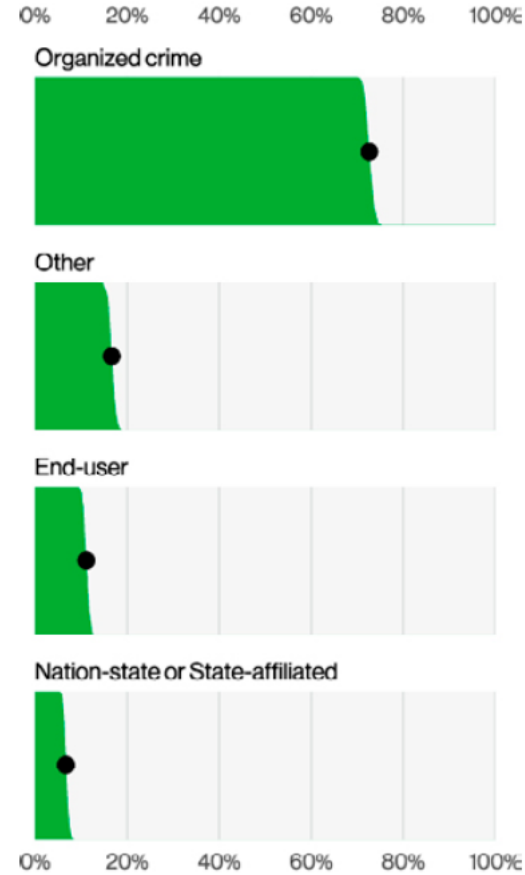 0% 20% 40% 60% 80% 100%
Organized crime
Other
End-user
Nation-state or State-affiliated
0% 20% 40% 60% 80% 100%